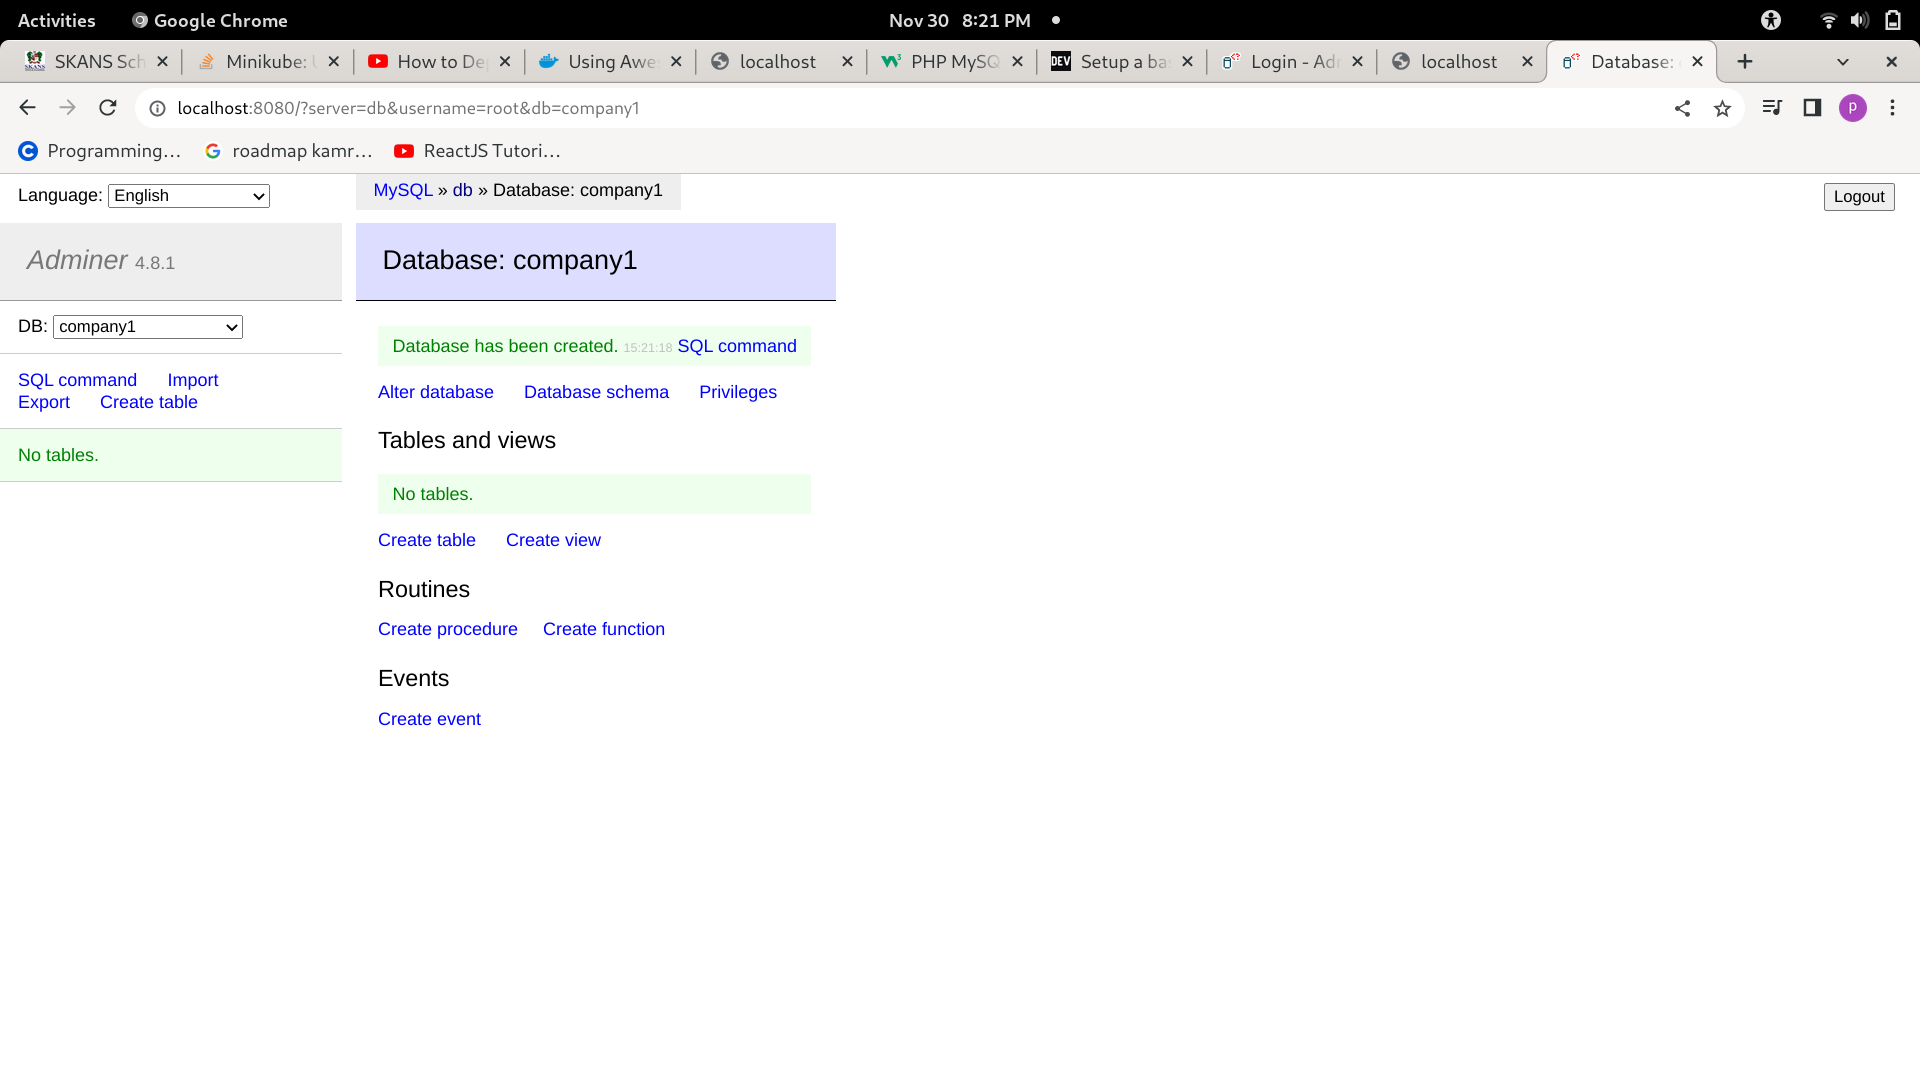 Activities Google Chrome Nov 30 8:21 PM
SKANS Sch Minikube: How to De Using Awe localhost PHP MySQ Setup a ba Login - Ad localhost Database:
localhost:8080/?server=db&username=root&db=company1 p
Programming... roadmap kamr... ReactJS Tutori...
Language: English MySQL » db » Database: company1 Logout
Adminer 4.8.1 Database: company1
DB: company1
Database has been created. 15:21:18 SQL command
SQL command Import
Export Create table
Alter database Database schema Privileges
No tables.
Tables and views
No tables.
Create table Create view
Routines
Create procedure Create function
Events
Create event